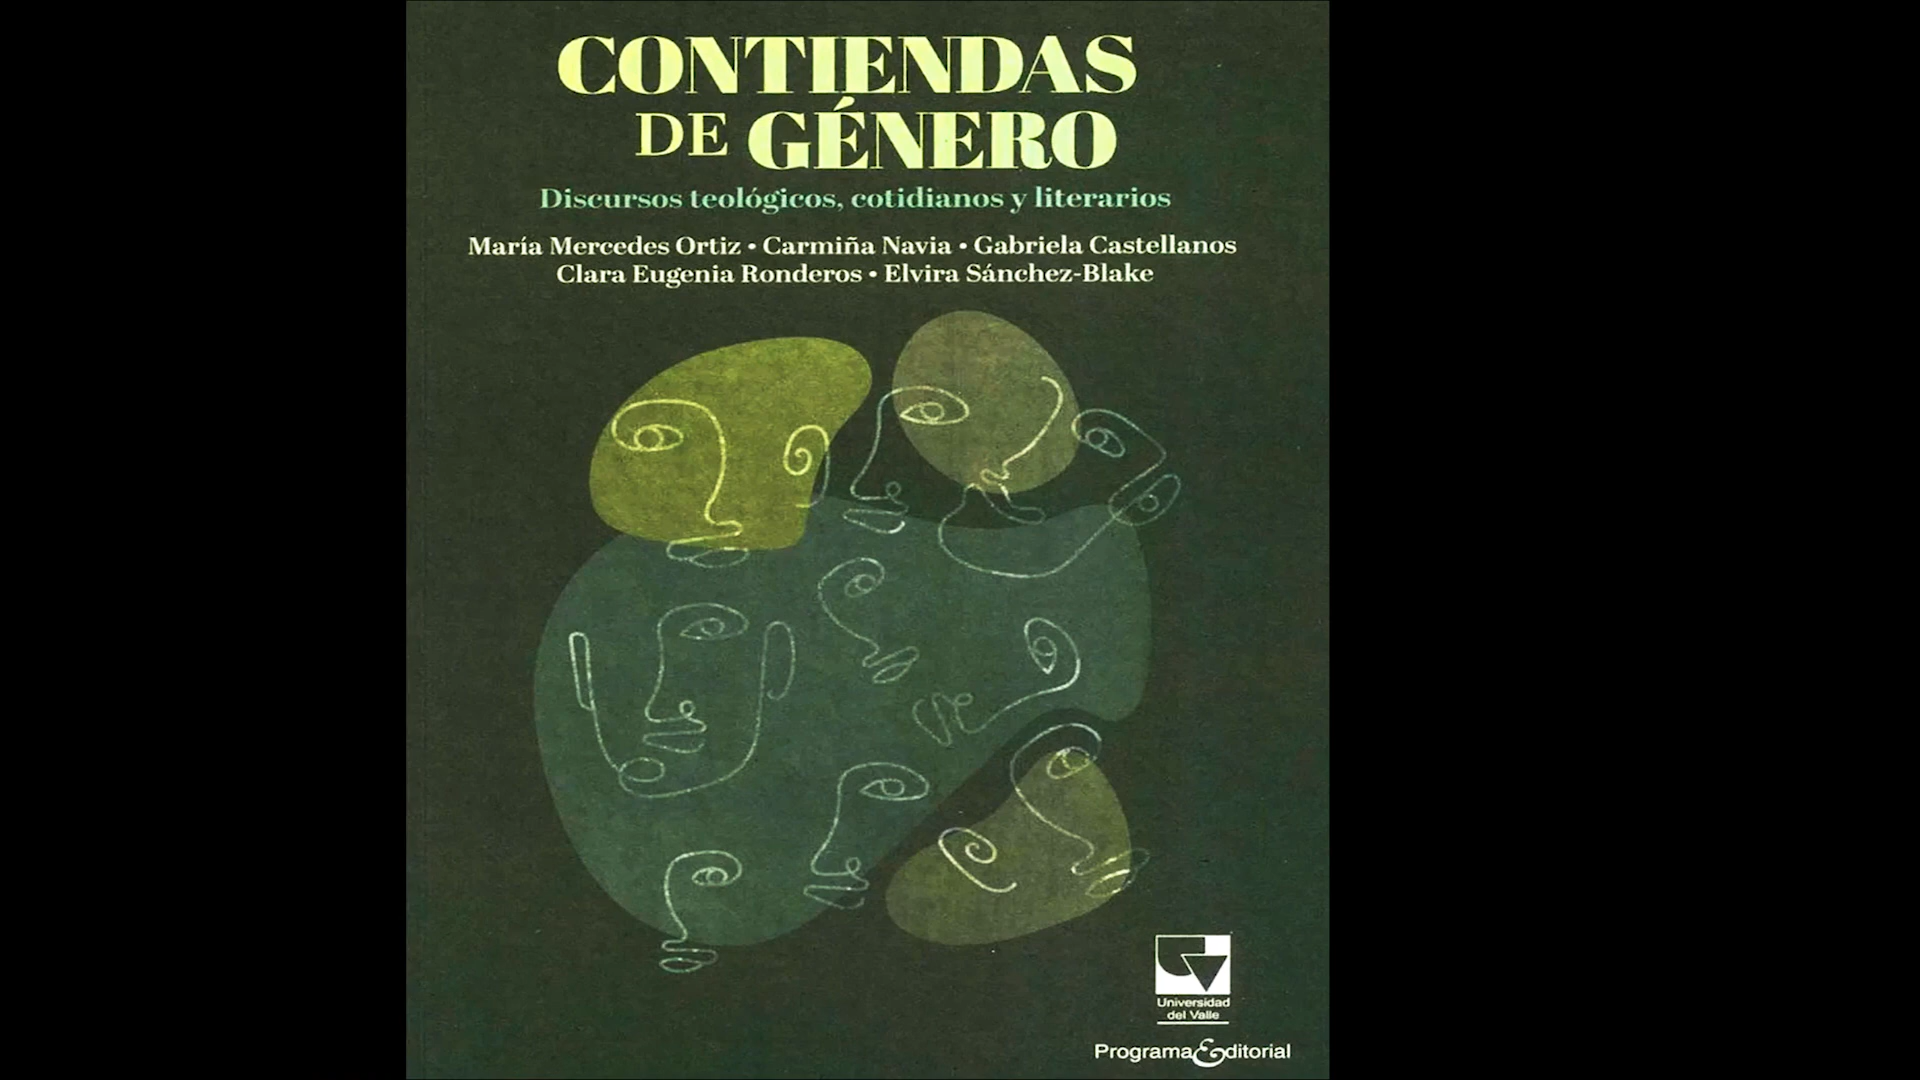 CONTIENDAS
DE GÉNERO
Discursos teológicos, cotidianos y literarios
María Mercedes Ortiz • Carmiña Navia • Gabriela Castellanos
Clara Eugenia Ronderos • Elvira Sánchez-Blake
Universidad
del Valle
Programa Editorial